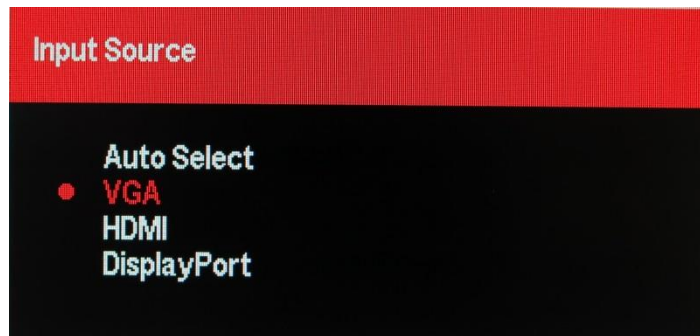 Input Source
Auto Select
VGA
HDMI
DisplayPort